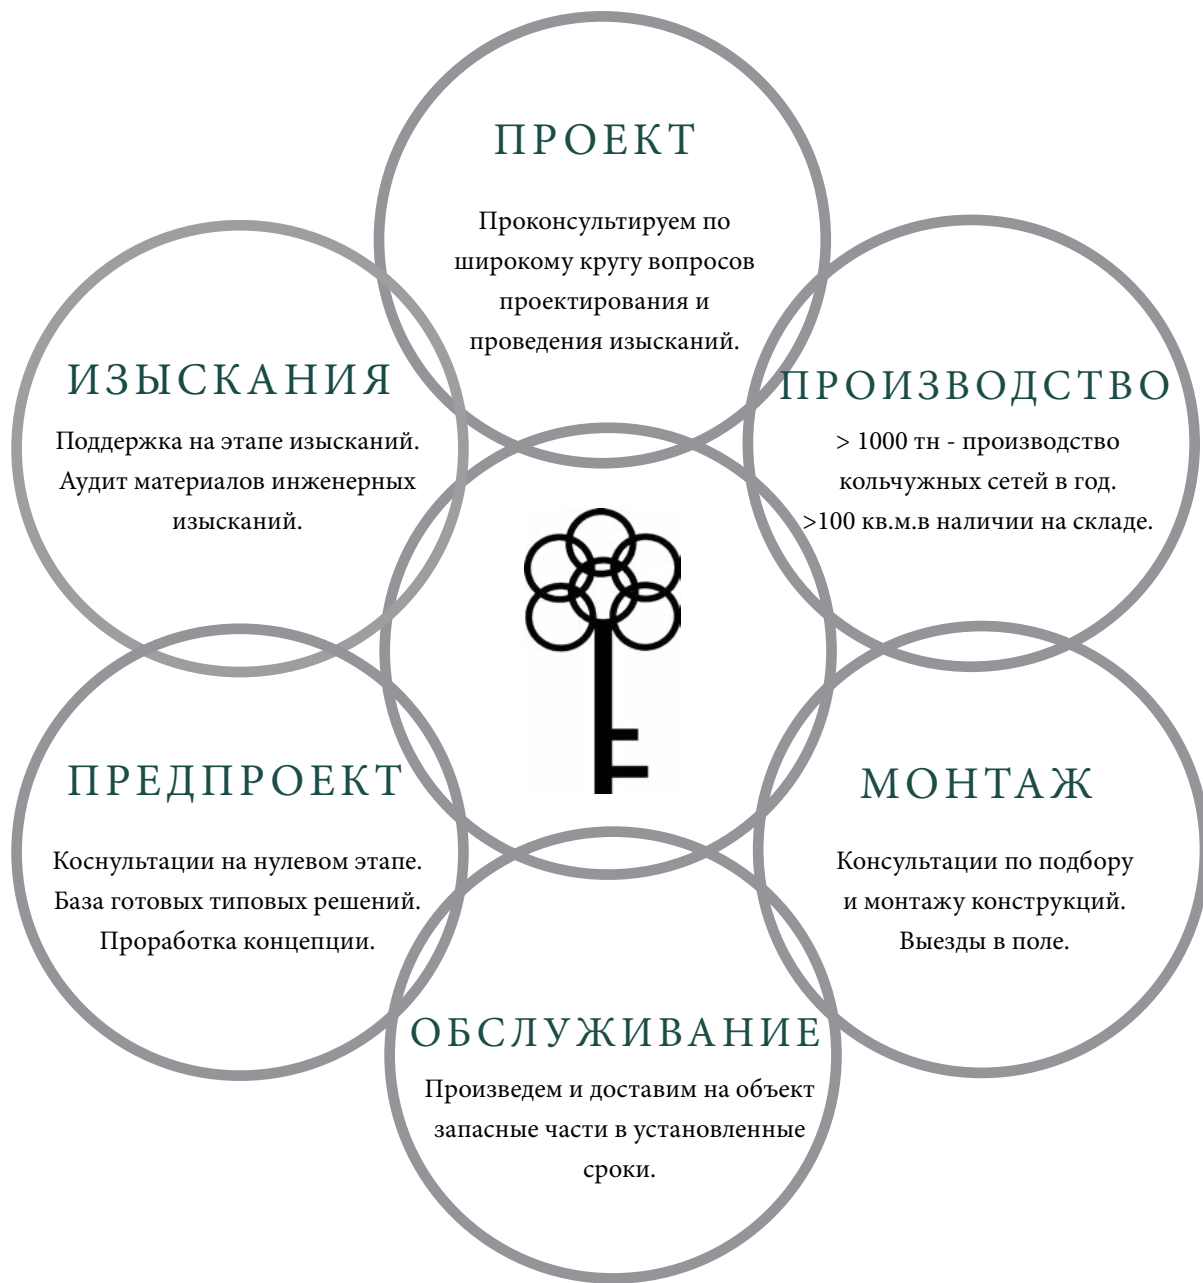 ПРОЕКТ
Проконсультируем по
широкому кругу вопросов
проектирования и
проведения изысканий.
ИЗЫСКАНИЯ
Поддержка на этапе изысканий.
Аудит материалов инженерных
изысканий.
ПРОИЗВОДСТВО
> 1000 тн - производство
кольчужных сетей в год.
>100 кв.м.в наличии на складе.
ПРЕДПРОЕКТ
Коснультации на нулевом этапе.
База готовых типовых решений.
Проработка концепции.
МОНТАЖ
Консультации по подбору
и монтажу конструкций.
Выезды в поле.
ОБСЛУЖИВАНИЕ
Произведем и доставим на объект
запасные части в установленные
сроки.